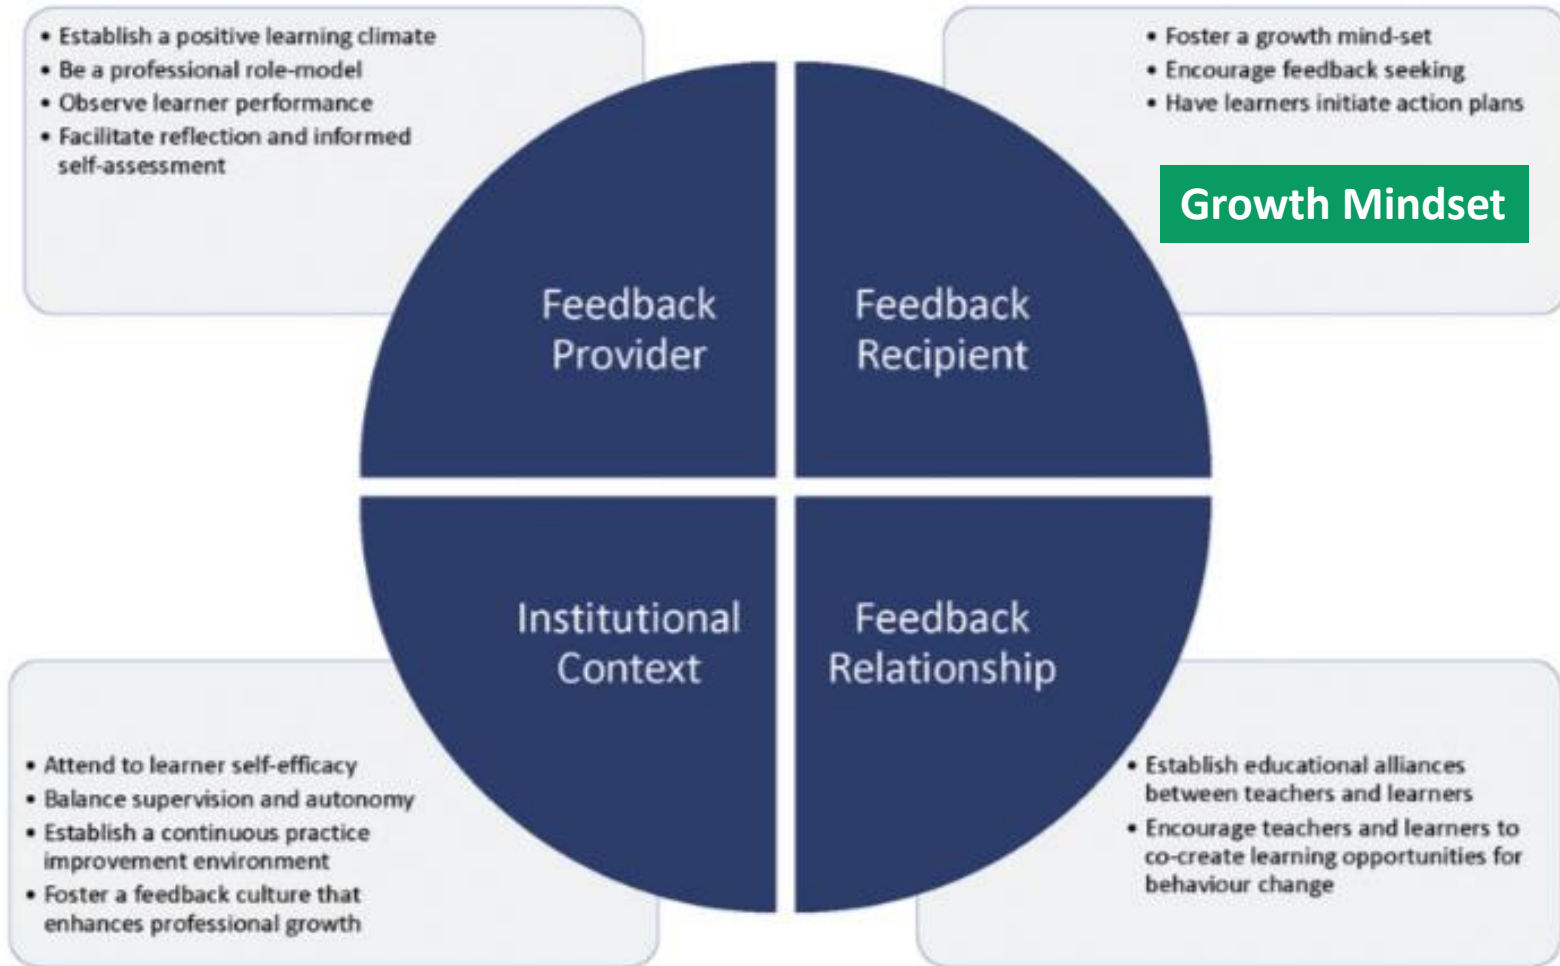 • Establish a positive learning climate
• Be a professional role-model
• Observe learner performance
• Facilitate reflection and informed
self-assessment
• Foster a growth mind-set
• Encourage feedback seeking
• Have learners initiate action plans
Growth Mindset
Feedback
Provider
Feedback
Recipient
Institutional
Context
Feedback
Relationship
• Attend to learner self-efficacy
• Balance supervision and autonomy
• Establish a continuous practice
improvement environment
• Foster a feedback culture that
enhances professional growth
• Establish educational alliances
between teachers and learners
• Encourage teachers and learners to
co-create learning opportunities for
behaviour change